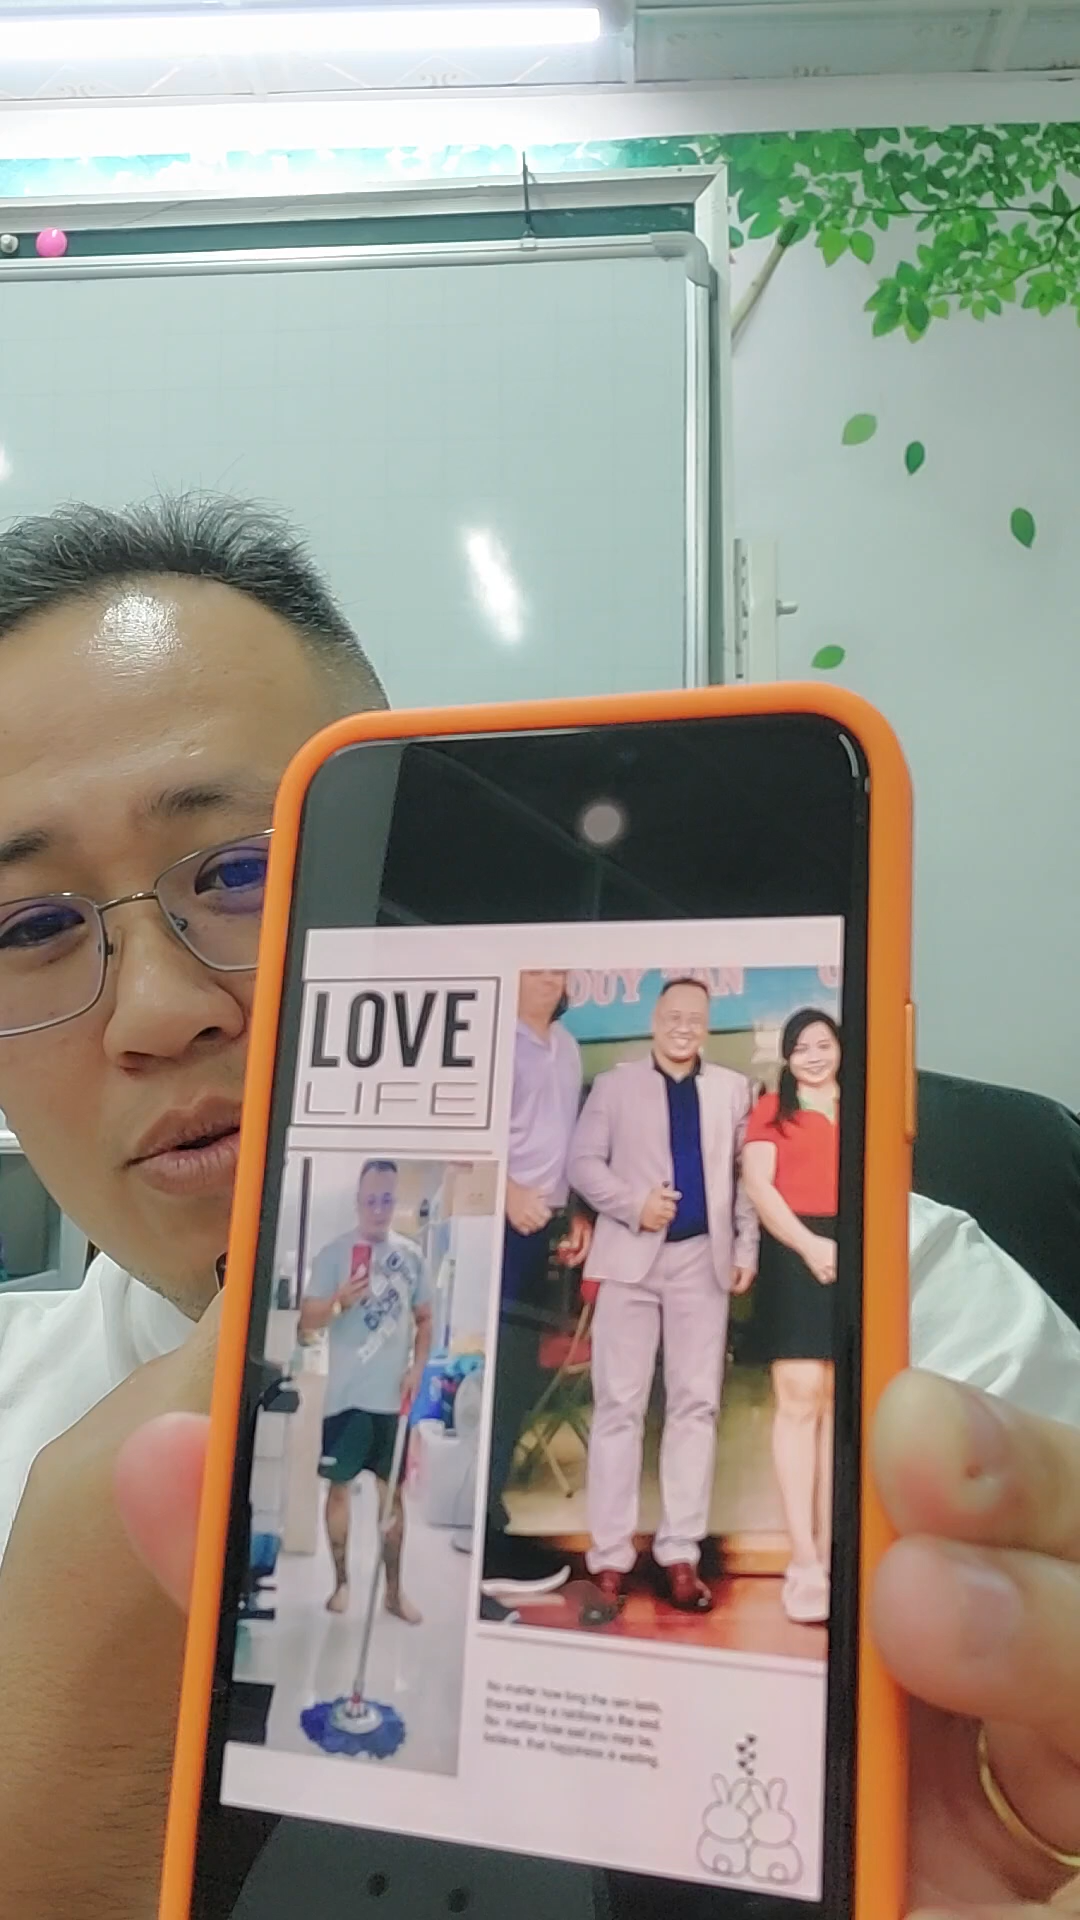 LOVE
LIFE
DUY TAN
No matter how long the rain lasts,
there will be a rainbow in the end.
No matter how sad you may be,
believe, that happiness is waiting.